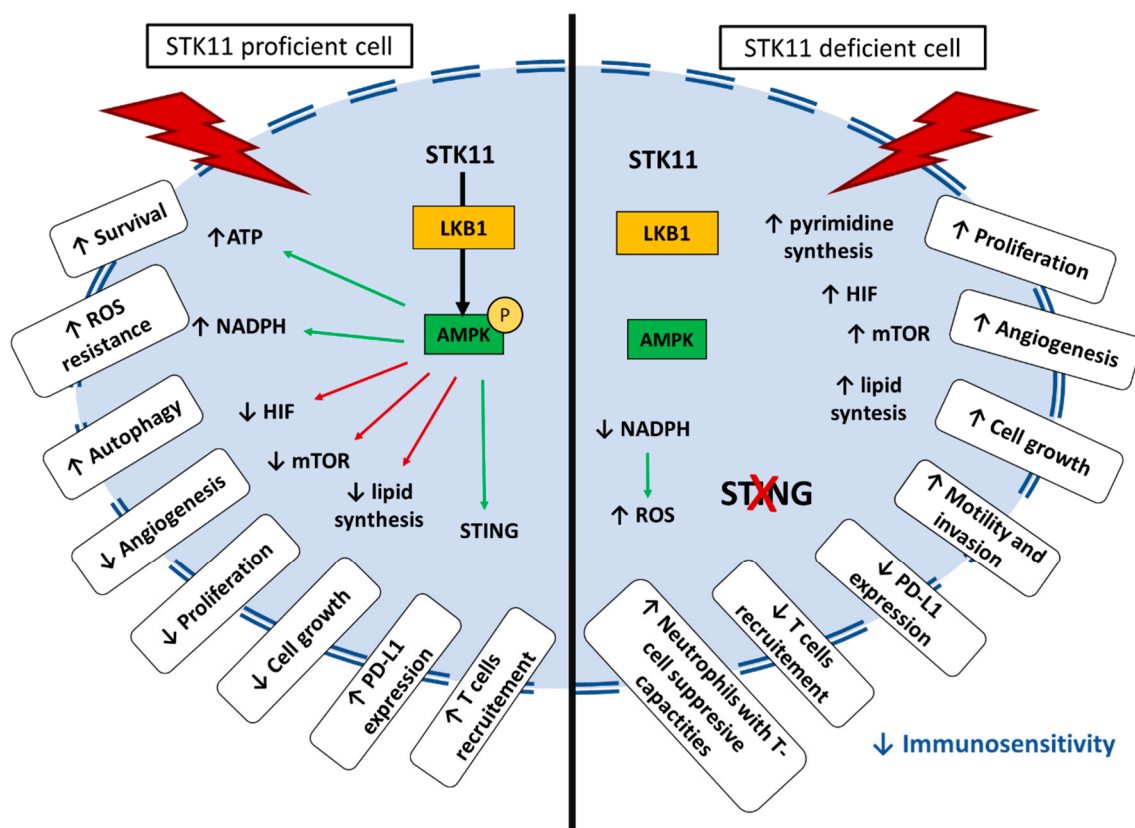 STK11 proficient cell
STK11
LKB1
AMPK
P
↑ATP
↑ NADPH
↓ HIF
↓ mTOR
↓ lipid
synthesis
STING
↑ Survival
↑ ROS
resistance
↑ Autophagy
↓ Angiogenesis
↓ Proliferation
↓ Cell growth
↑ PD-L1
expression
↑ T cells
recruitement
STK11 deficient cell
STK11
LKB1
AMPK
↑ pyrimidine
synthesis
↑ HIF
↑ mTOR
↑ lipid
syntesis
↓ NADPH
↑ ROS
STING
↑ Proliferation
↑ Angiogenesis
↑ Cell growth
↑ Motility and
invasion
↓ PD-L1
expression
↓ T cells
recruitement
↑ Neutrophils with T-
cell suppresive
capactities
↓ Immunosensitivity